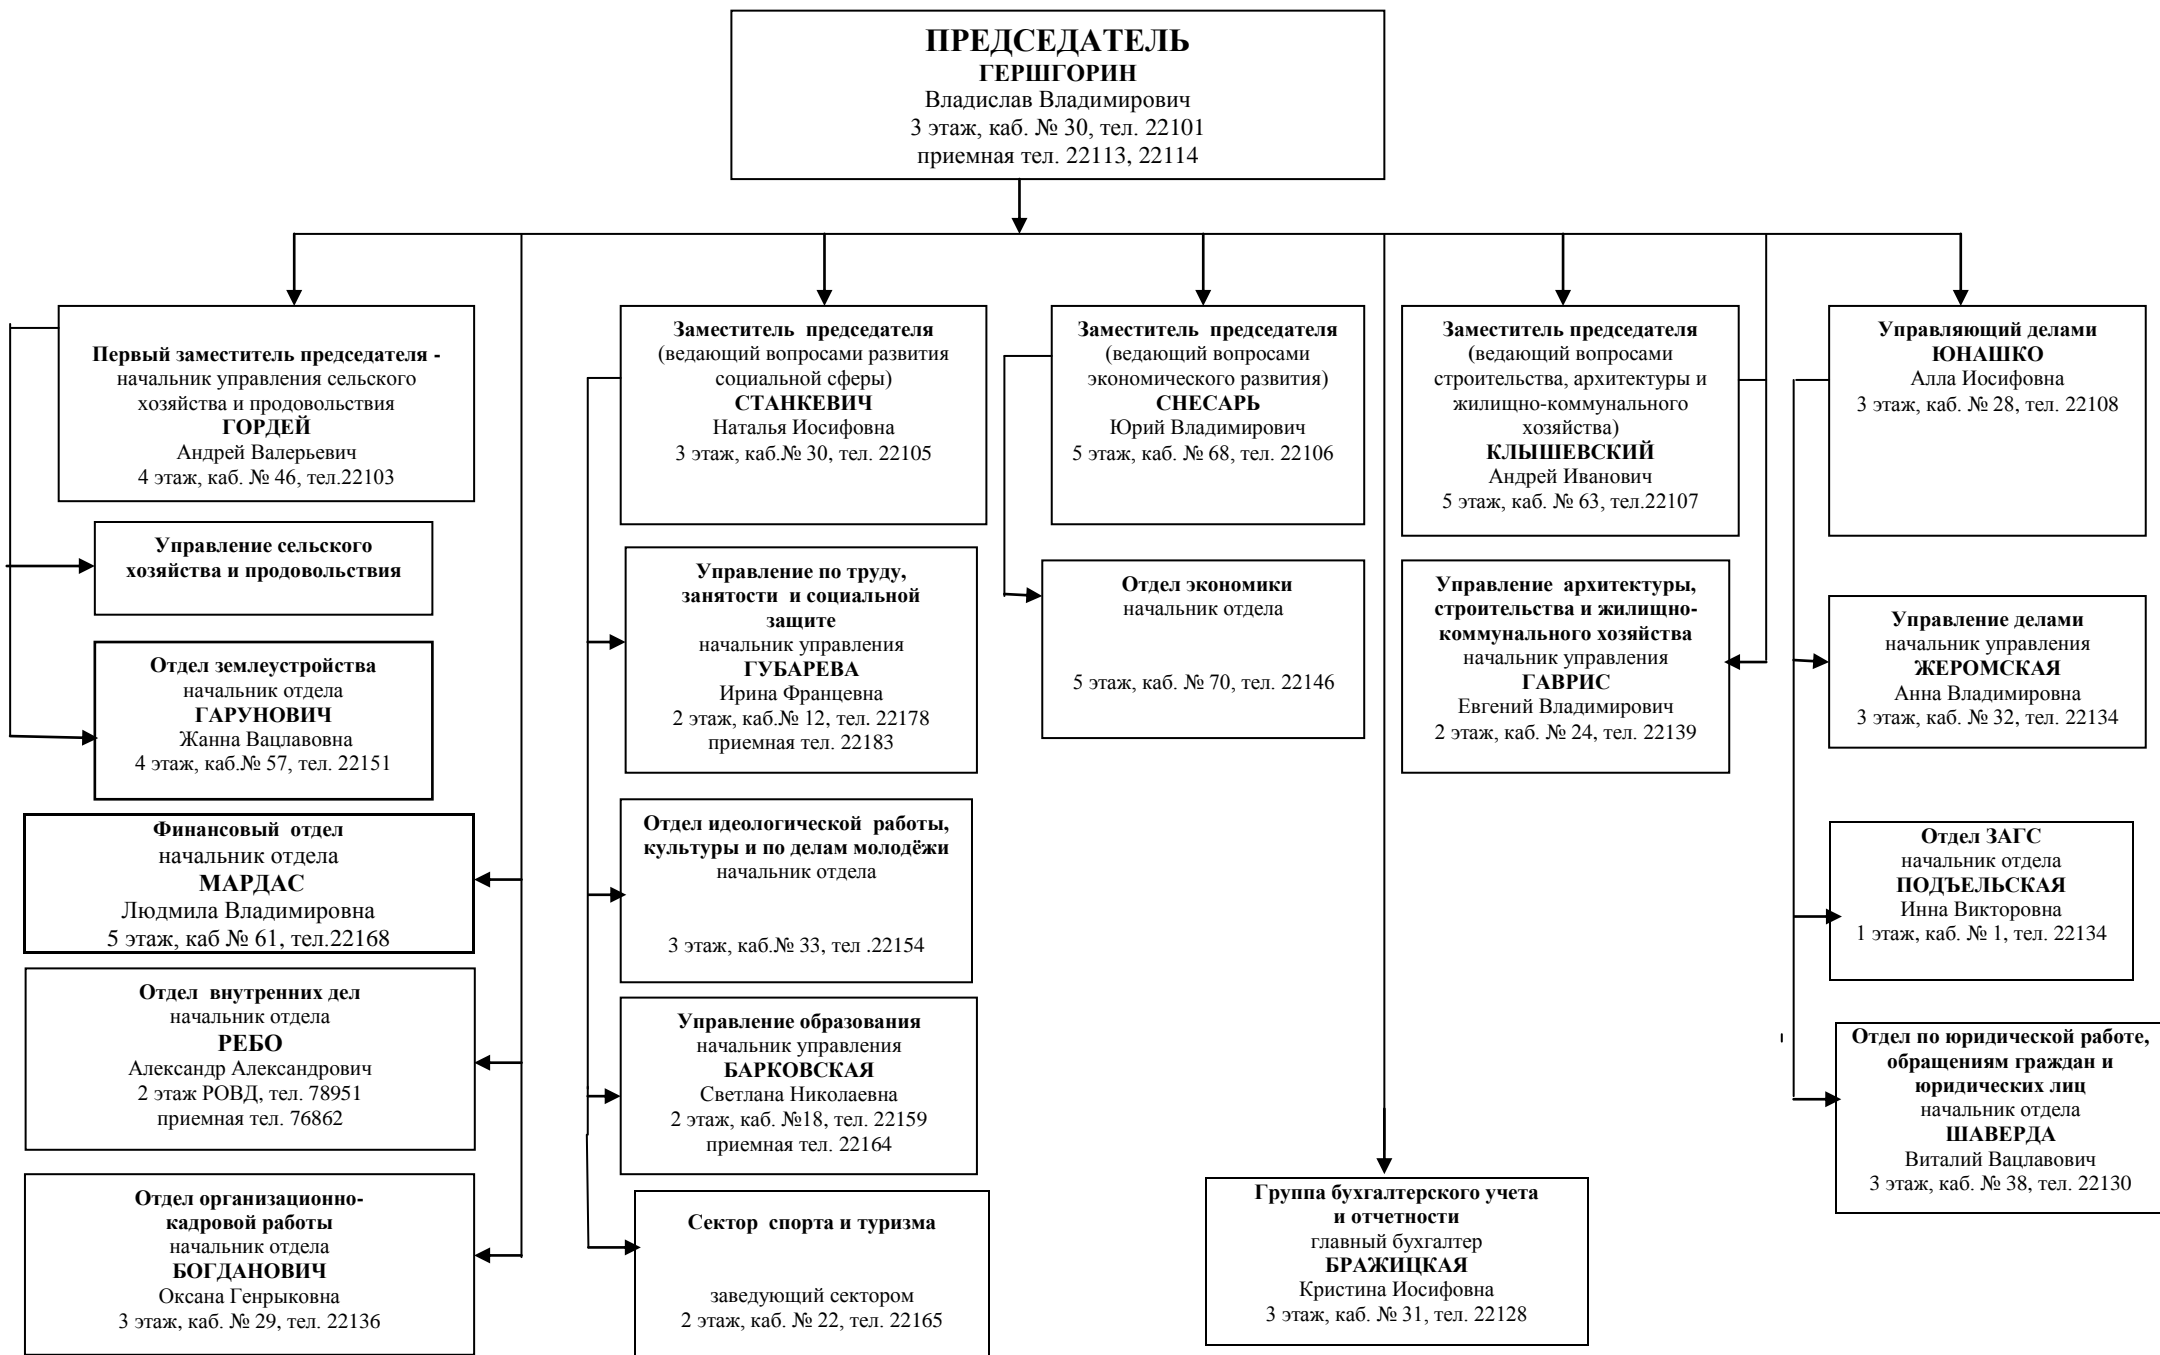 ПРЕДСЕДАТЕЛЬ
ГЕРШГОРИН
Владислав Владимирович
3 этаж, каб. № 30, тел. 22101
приемная тел. 22113, 22114
Первый заместитель председателя -
начальник управления сельского
хозяйства и продовольствия
ГОРДЕЙ
Андрей Валерьевич
4 этаж, каб. № 46, тел.22103
Заместитель председателя
(ведающий вопросами развития
социальной сферы)
СТАНКЕВИЧ
Наталья Иосифовна
3 этаж, каб.№ 30, тел. 22105
Заместитель председателя
(ведающий вопросами
экономического развития)
СНЕСАРЬ
Юрий Владимирович
5 этаж, каб. № 68, тел. 22106
Заместитель председателя
(ведающий вопросами
строительства, архитектуры и
жилищно-коммунального
хозяйства)
КЛЫШЕВСКИЙ
Андрей Иванович
5 этаж, каб. № 63, тел.22107
Управляющий делами
ЮНАШКО
Алла Иосифовна
3 этаж, каб. № 28, тел. 22108
Управление сельского
хозяйства и продовольствия
Управление по труду,
занятости и социальной
защите
начальник управления
ГУБАРЕВА
Ирина Францевна
2 этаж, каб.№ 12, тел. 22178
приемная тел. 22183
Отдел экономики
начальник отдела
5 этаж, каб. № 70, тел. 22146
Управление архитектуры,
строительства и жилищно-
коммунального хозяйства
начальник управления
ГАВРИС
Евгений Владимирович
2 этаж, каб. № 24, тел. 22139
Управление делами
начальник управления
ЖЕРОМСКАЯ
Анна Владимировна
3 этаж, каб. № 32, тел. 22134
Отдел землеустройства
начальник отдела
ГАРУНОВИЧ
Жанна Вацлавовна
4 этаж, каб.№ 57, тел. 22151
Финансовый отдел
начальник отдела
МАРДАС
Людмила Владимировна
5 этаж, каб № 61, тел.22168
Отдел идеологической работы,
культуры и по делам молодёжи
начальник отдела
3 этаж, каб.№ 33, тел .22154
Отдел ЗАГС
начальник отдела
ПОДЪЕЛЬСКАЯ
Инна Викторовна
1 этаж, каб. № 1, тел. 22134
Отдел внутренних дел
начальник отдела
РЕБО
Александр Александрович
2 этаж РОВД, тел. 78951
приемная тел. 76862
Управление образования
начальник управления
БАРКОВСКАЯ
Светлана Николаевна
2 этаж, каб. №18, тел. 22159
приемная тел. 22164
Отдел по юридической работе,
обращениям граждан и
юридических лиц
начальник отдела
ШАВЕРДА
Виталий Вацлавович
3 этаж, каб. № 38, тел. 22130
Отдел организационно-
кадровой работы
начальник отдела
БОГДАНОВИЧ
Оксана Генрыковна
3 этаж, каб. № 29, тел. 22136
Сектор спорта и туризма
заведующий сектором
2 этаж, каб. № 22, тел. 22165
Группа бухгалтерского учета
и отчетности
главный бухгалтер
БРАЖИЦКАЯ
Кристина Иосифовна
3 этаж, каб. № 31, тел. 22128